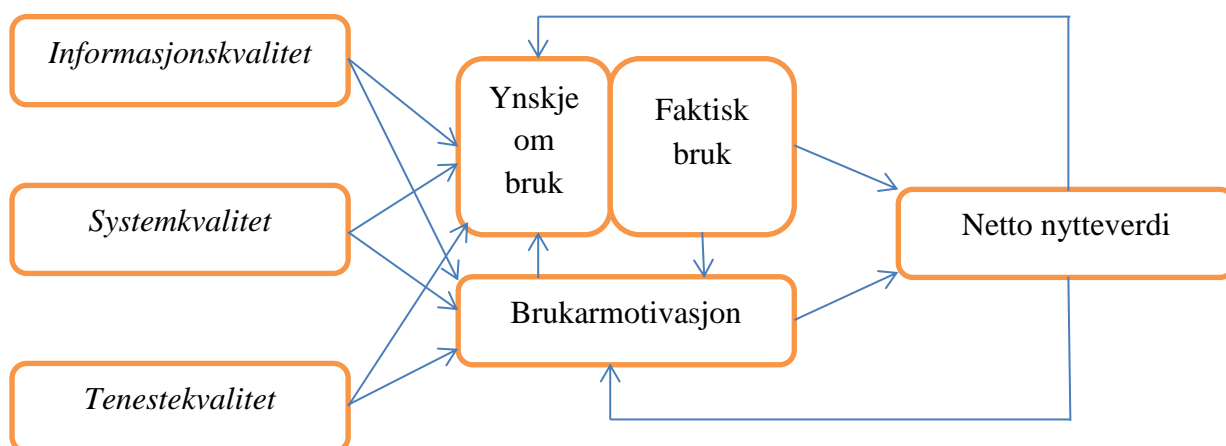 Informasjonskvalitet
Ynskje
om
bruk
Faktisk
bruk
Systemkvalitet
Netto nytteverdi
Brukarmotivasjon
Tenestekvalitet